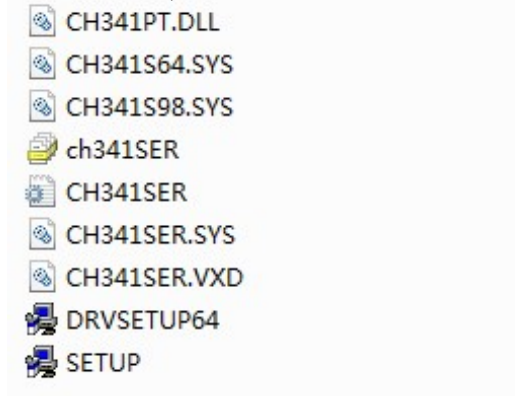 CH341PT.DLL
CH341S64.SYS
CH341S98.SYS
ch341SER
CH341SER
CH341SER.SYS
CH341SER.VXD
DRVSETUP64
SETUP